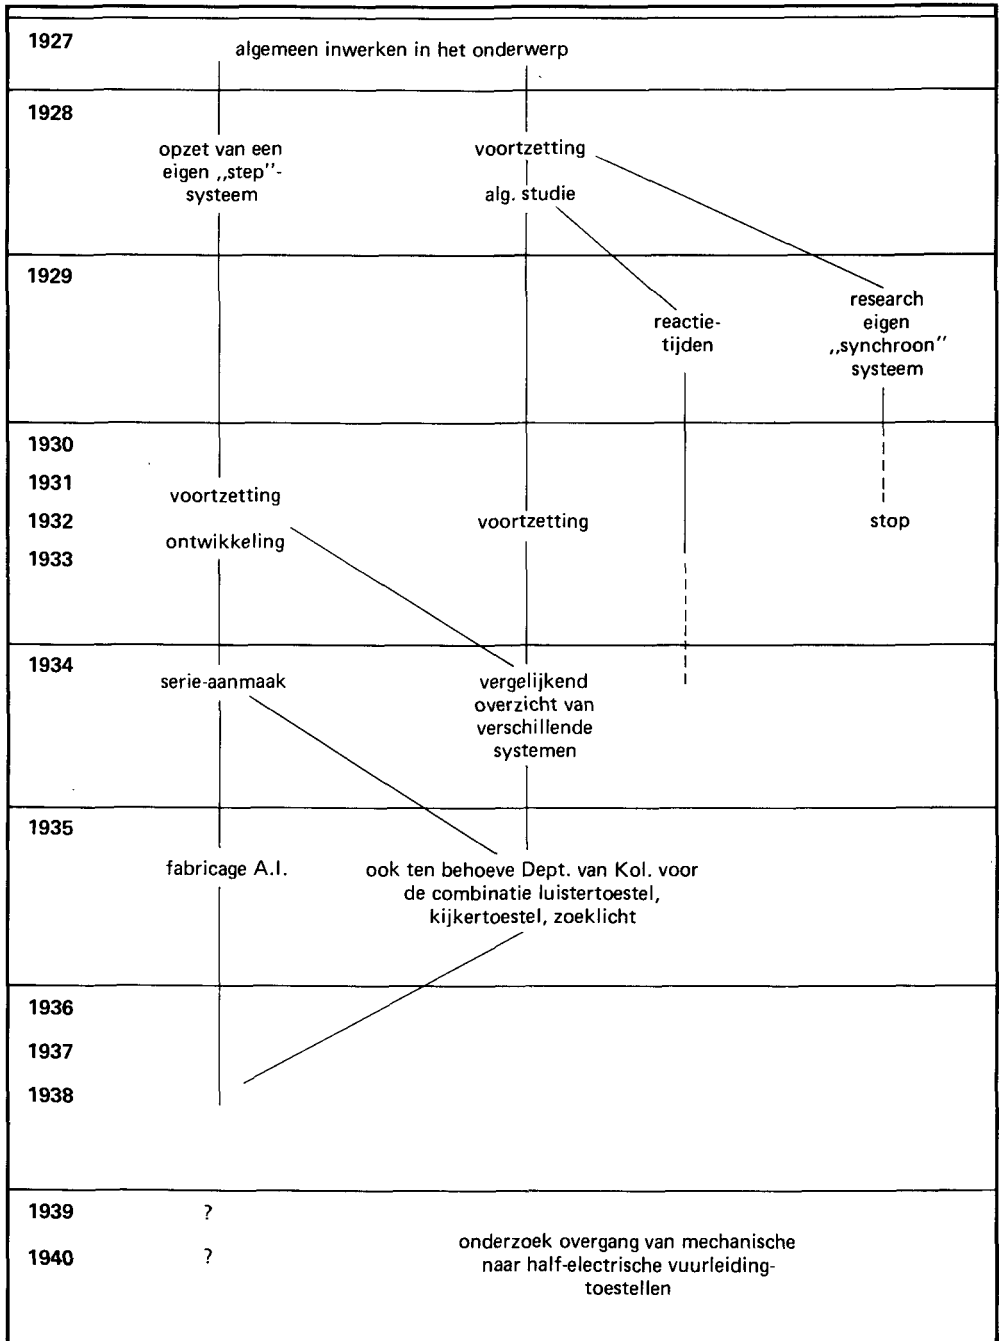 1927
algemeen inwerken in het onderwerp
1928
opzet van een
eigen „step"-
systeem
voortzetting
alg. studie
1929
reactie-
tijden
research
eigen
„synchroon"
systeem
1930
1931
voortzetting
1932
voortzetting
stop
ontwikkeling
1933
1934
serie-aanmaak
vergelijkend
overzicht van
verschillende
systemen
1935
fabricage A.I.
ook ten behoeve Dept. van Kol. voor
de combinatie luistertoestel,
kijkertoestel, zoeklicht
1936
1937
1938
1939
?
1940
?
onderzoek overgang van mechanische
naar half-electrische vuurleiding-
toestellen